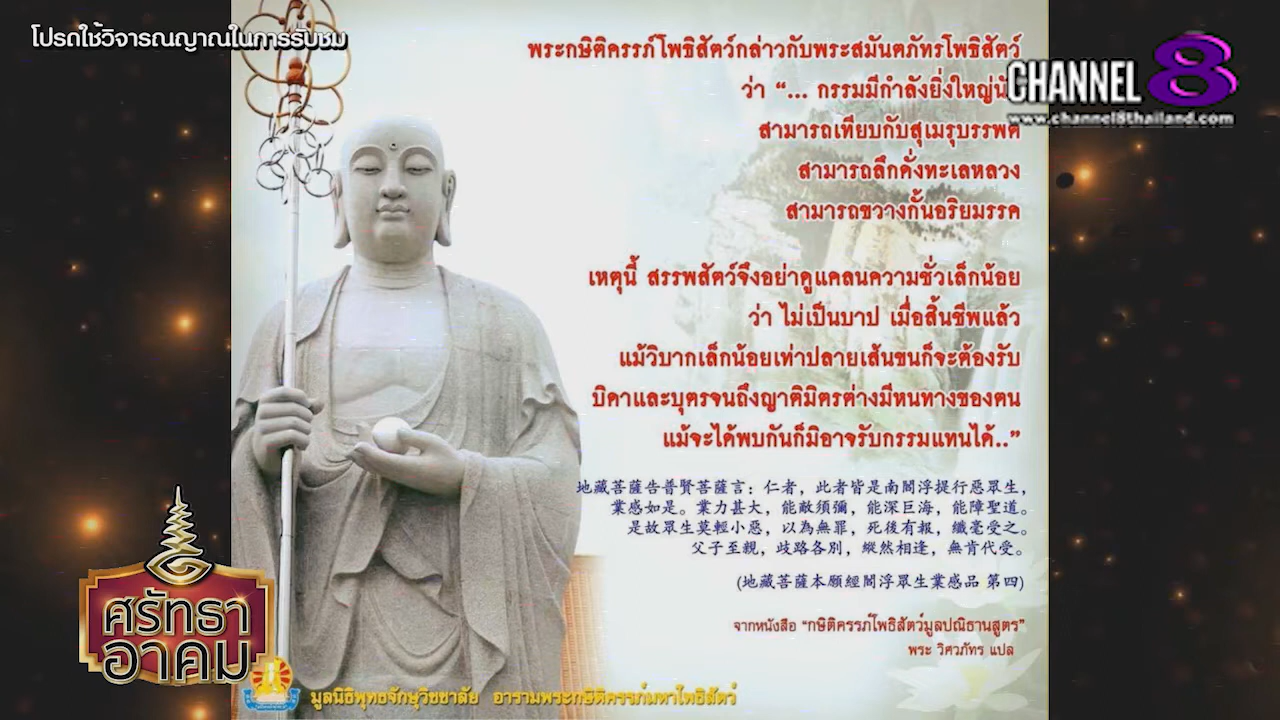 โปรดใช้วิจารณญาณในการรับชม
CHANNEL 8
www.channel8thailand.com
พระกษิติครรภ์โพธิสัตว์กล่าวกับพระสมันตภัทรโพธิสัตว์
ว่า “... กรรมมีกำลังยิ่งใหญ่
สามารถเทียบกับสุเมรุบรรพต
สามารถลึกดั่งทะเลหลวง
สามารถขวางกั้นอริยมรรค
เหตุนี้ สรรพสัตว์จึงอย่าดูแคลนความชั่วเล็กน้อย
ว่า ไม่เป็นบาป เมื่อสิ้นชีพแล้ว
แม้วิบากเล็กน้อยเท่าปลายเส้นขนก็จะต้องรับ
บิดาและบุตรจนถึงญาติมิตรต่างมีหนทางของตน
แม้จะได้พบกันก็มิอาจรับกรรมแทนได้..”
地藏菩薩告普賢菩薩言：仁者，此者皆是南閻浮提行惡眾生，
業感如是。業力甚大，能敵須彌，能深巨海，能障聖道。
是故眾生莫輕小惡，以為無罪，死後有報，纖毫受之。
父子至親，歧路各別，縱然相逢，無肯代受。
(地藏菩薩本願經閻浮眾生業感品 第四)
จากหนังสือ “กษิติครรภ์โพธิสัตว์มูลปณิธานสูตร”
พระ วิศวภัทร แปล
ศรัทธา
อาคม
มูลนิธิพุทธจักษุวิชชาลัย อารามพระกษิติครรภ์มหาโพธิสัตว์